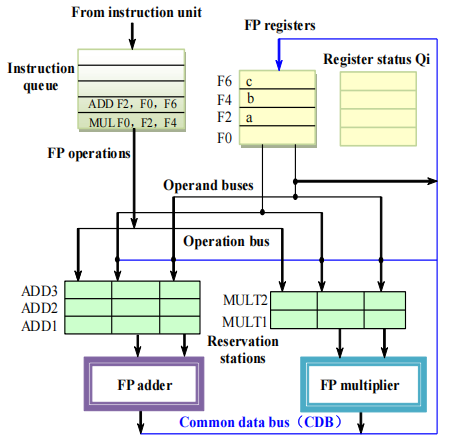 From instruction unit
FP registers
Instruction queue
Register status Qi
F6 c
F4 b
F2 a
F0
ADD F2，F0，F6
MUL F0，F2，F4
FP operations
Operand buses
Operation bus
ADD3
ADD2
ADD1
MULT2
MULT1
Reservation stations
FP adder
FP multiplier
Common data bus（CDB）